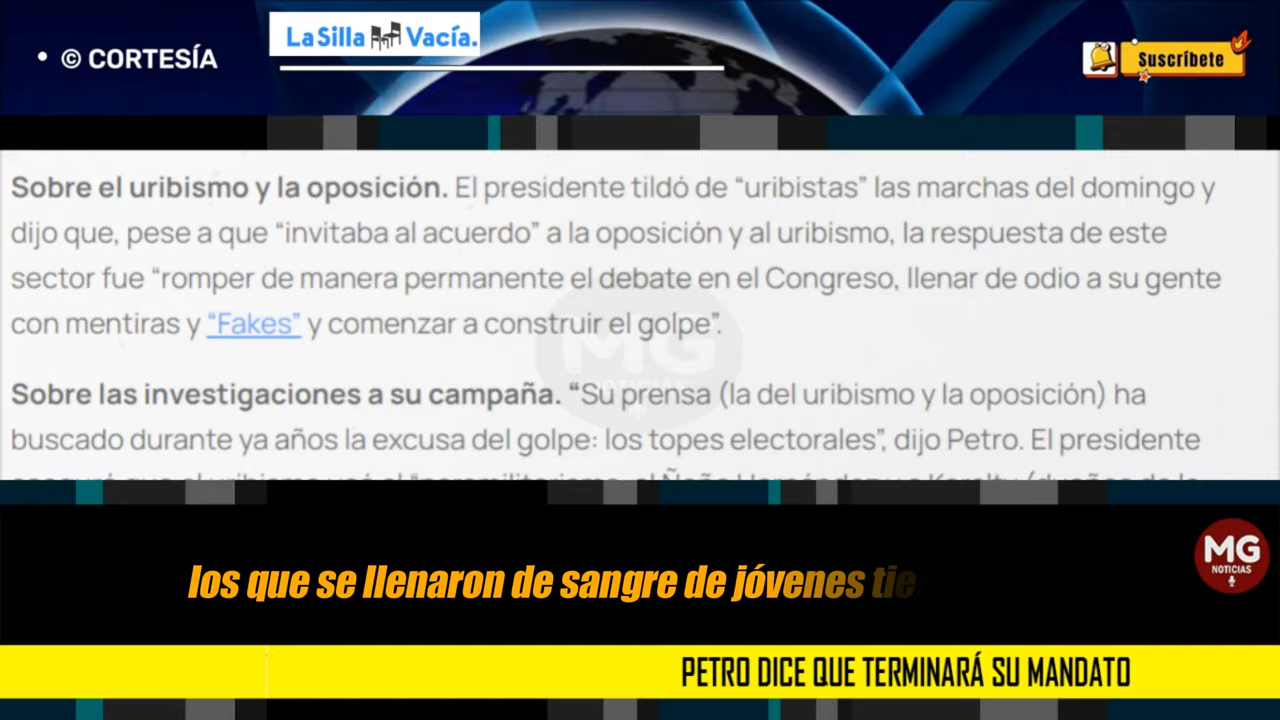 • © CORTESÍA
La Silla Vacía.
Suscríbete
Sobre el uribismo y la oposición. El presidente tildó de “uribistas” las marchas del domingo y
dijo que, pese a que “invitaba al acuerdo” a la oposición y al uribismo, la respuesta de este
sector fue “romper de manera permanente el debate en el Congreso, llenar de odio a su gente
con mentiras y “Fakes” y comenzar a construir el golpe”.
MG
NOTICIAS
Sobre las investigaciones a su campaña. “Su prensa (la del uribismo y la oposición) ha
buscado durante ya años la excusa del golpe: los topes electorales”, dijo Petro. El presidente
los que se llenaron de sangre de jóvenes tie
MG
NOTICIAS
PETRO DICE QUE TERMINARÁ SU MANDATO